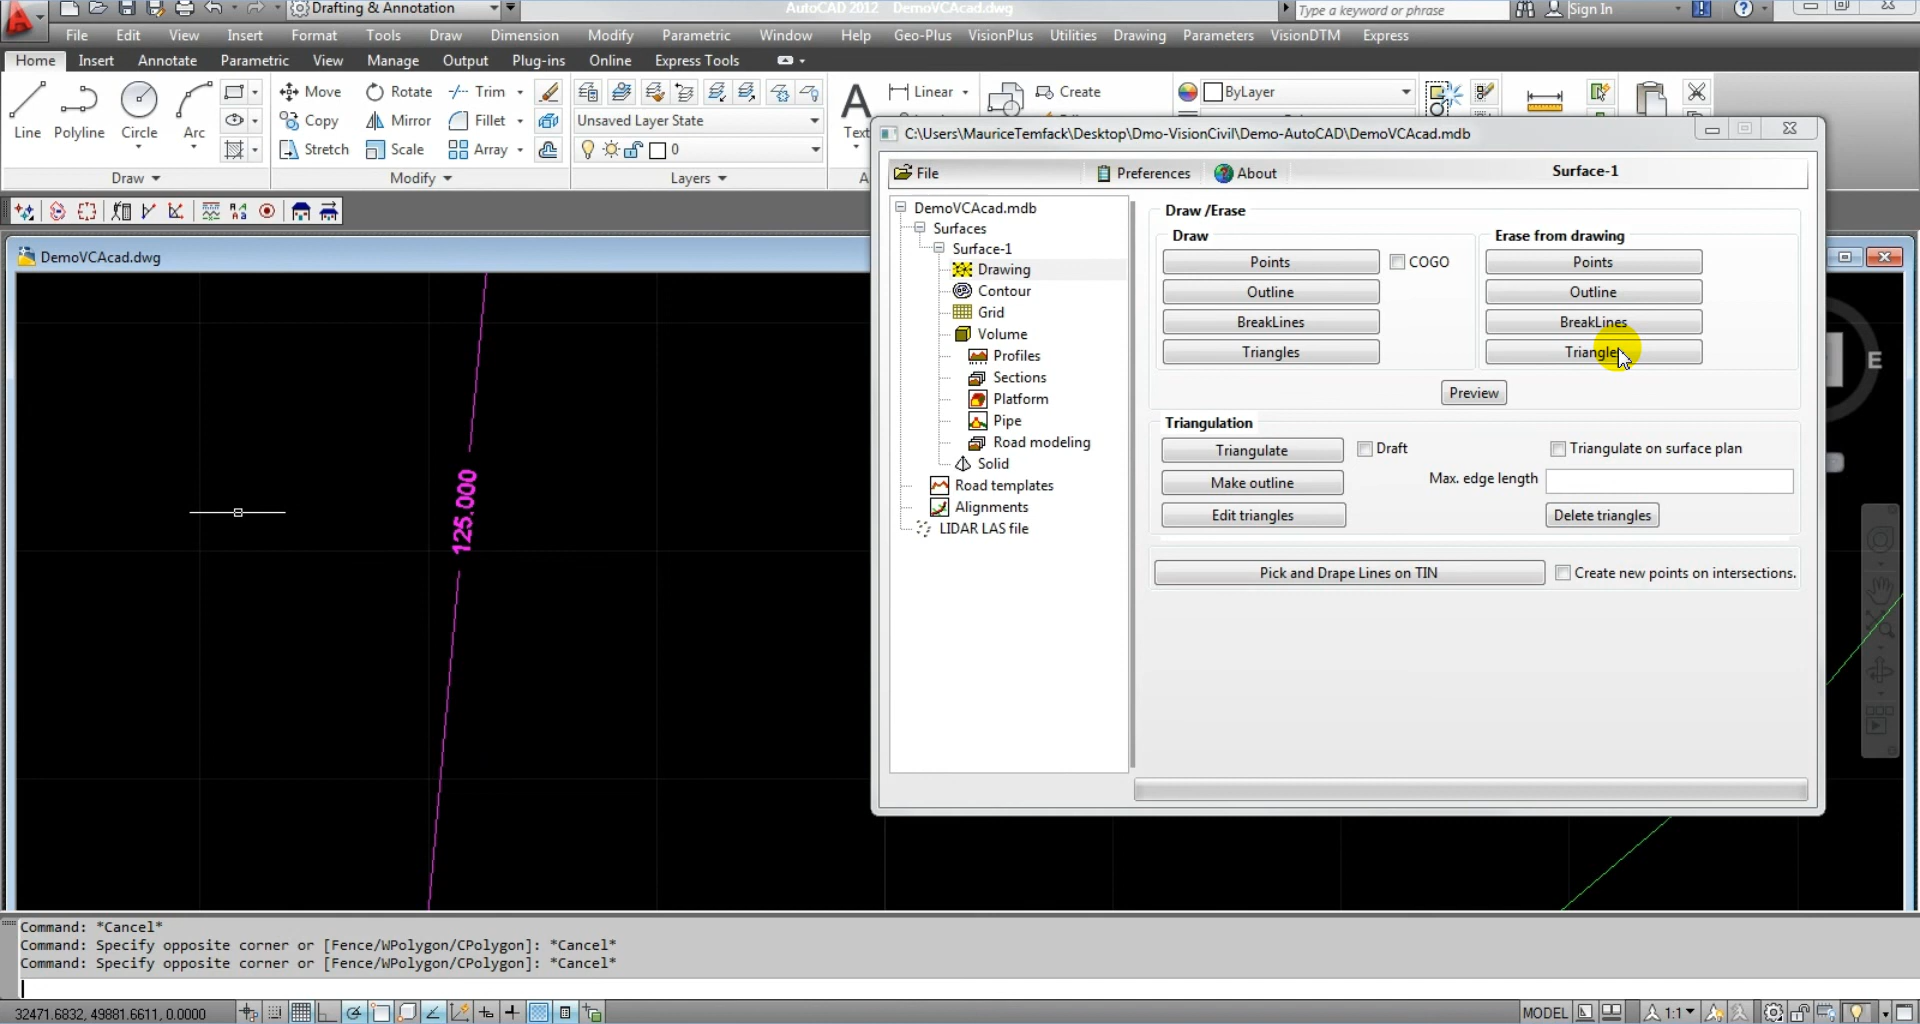 Drafting & Annotation
AutoCAD 2012 DemoVCAcad.dwg
Type a keyword or phrase
Sign In
File Edit View Insert Format Tools Draw Dimension Modify Parametric Window Help Geo-Plus VisionPlus Utilities Drawing Parameters VisionDTM Express
Home Insert Annotate Parametric View Manage Output Plug-ins Online Express Tools
Move Rotate Trim
Linear Create ByLayer
Copy Mirror Fillet Unsaved Layer State
Line Polyline Circle Arc
Text
Stretch Scale Array 0
Draw Modify Layers
C:\Users\MauriceTemfack\Desktop\Dmo-VisionCivil\Demo-AutoCAD\DemoVCAcad.mdb
File Preferences About Surface-1
DemoVCAcad.dwg
DemoVCAcad.mdb
Surfaces
Surface-1
Drawing
Contour
Grid
Volume
Profiles
Sections
Platform
Pipe
Road modeling
Solid
Road templates
Alignments
LIDAR LAS file
Draw /Erase
Draw
Points COGO
Outline
BreakLines
Triangles
Erase from drawing
Points
Outline
BreakLines
Preview
Triangulation
Triangulate Draft Triangulate on surface plan
Make outline Max. edge length
Edit triangles Delete triangles
Pick and Drape Lines on TIN Create new points on intersections.
E
125.000
Command: *Cancel*
Command: Specify opposite corner or [Fence/WPolygon/CPolygon]: *Cancel*
Command: Specify opposite corner or [Fence/WPolygon/CPolygon]: *Cancel*
32471.6832, 49881.6611, 0.0000
MODEL 1:1